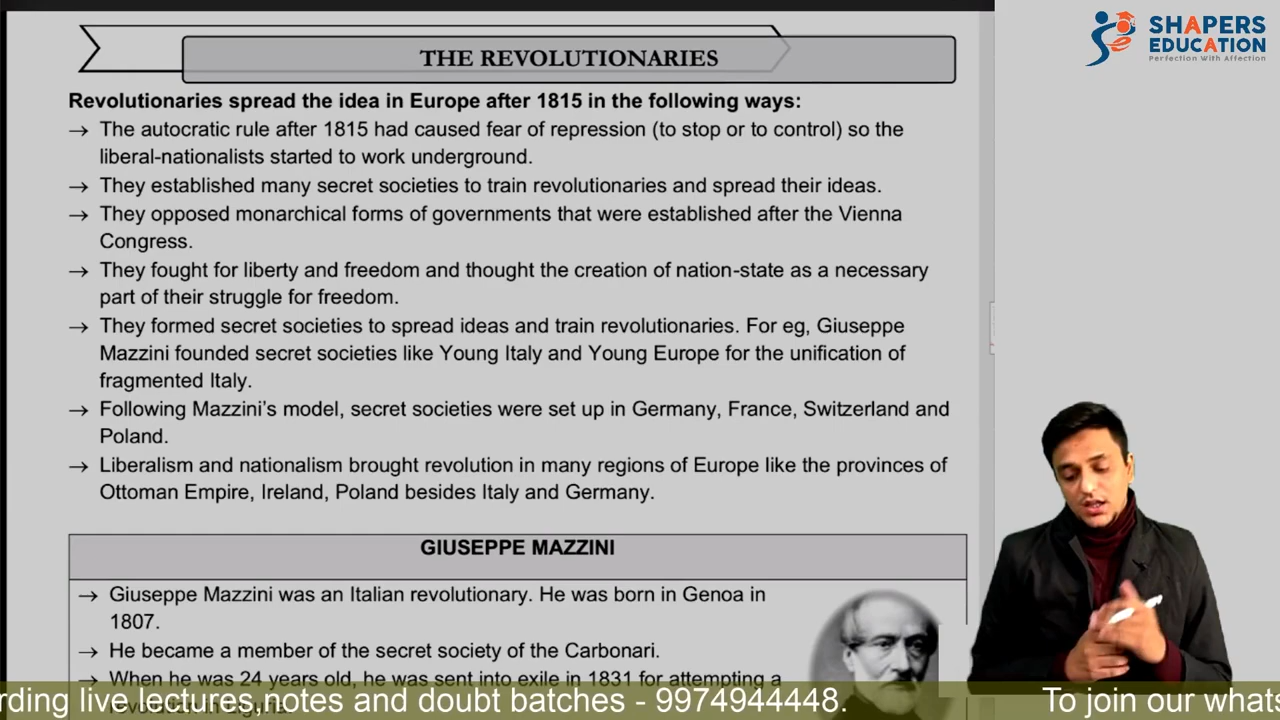 SHAPERS
EDUCATION
Perfection With Affection
THE REVOLUTIONARIES
Revolutionaries spread the idea in Europe after 1815 in the following ways:
→ The autocratic rule after 1815 had caused fear of repression (to stop or to control) so the
liberal-nationalists started to work underground.
→ They established many secret societies to train revolutionaries and spread their ideas.
→ They opposed monarchical forms of governments that were established after the Vienna
Congress.
→ They fought for liberty and freedom and thought the creation of nation-state as a necessary
part of their struggle for freedom.
→ They formed secret societies to spread ideas and train revolutionaries. For eg, Giuseppe
Mazzini founded secret societies like Young Italy and Young Europe for the unification of
fragmented Italy.
→ Following Mazzini's model, secret societies were set up in Germany, France, Switzerland and
Poland.
→ Liberalism and nationalism brought revolution in many regions of Europe like the provinces of
Ottoman Empire, Ireland, Poland besides Italy and Germany.
GIUSEPPE MAZZINI
→ Giuseppe Mazzini was an Italian revolutionary. He was born in Genoa in
1807.
→ He became a member of the secret society of the Carbonari.
→ When he was 24 years old, he was sent into exile in 1831 for attempting a
rding live lectures,notes and doubt batches - 9974944448. To join our whats